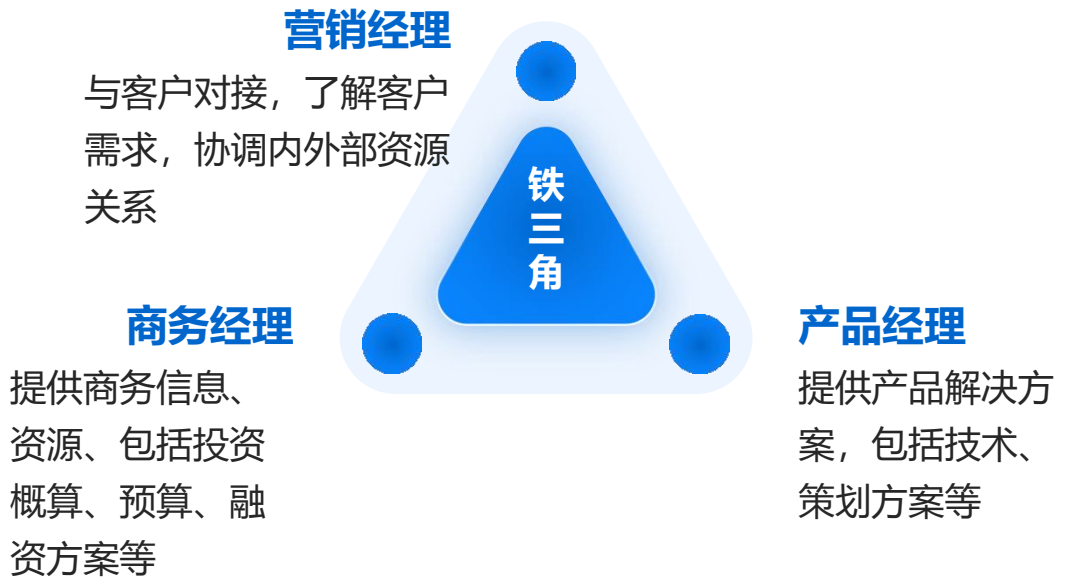 营销经理
与客户对接，了解客户
需求，协调内外部资源
关系
铁
三
角
商务经理
提供商务信息、
资源、包括投资
概算、预算、融
资方案等
产品经理
提供产品解决方
案，包括技术、
策划方案等